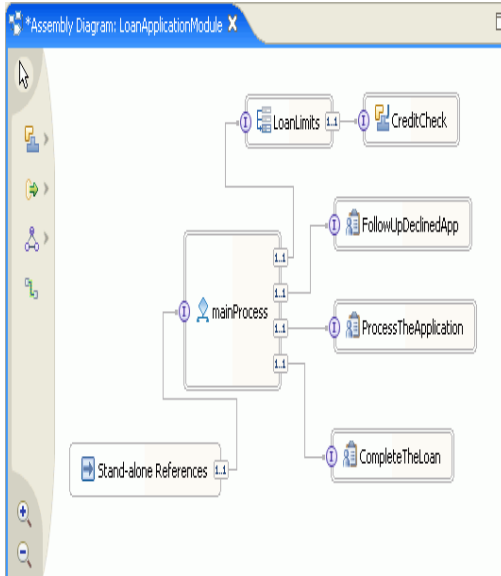 *Assembly Diagram: LoanApplicationModule
I LoanLimits 1..1
I CreditCheck
I FollowUpDeclinedApp
I mainProcess 1..1
1..1
1..1
1..1
I ProcessTheApplication
I CompleteTheLoan
Stand-alone References 1..1